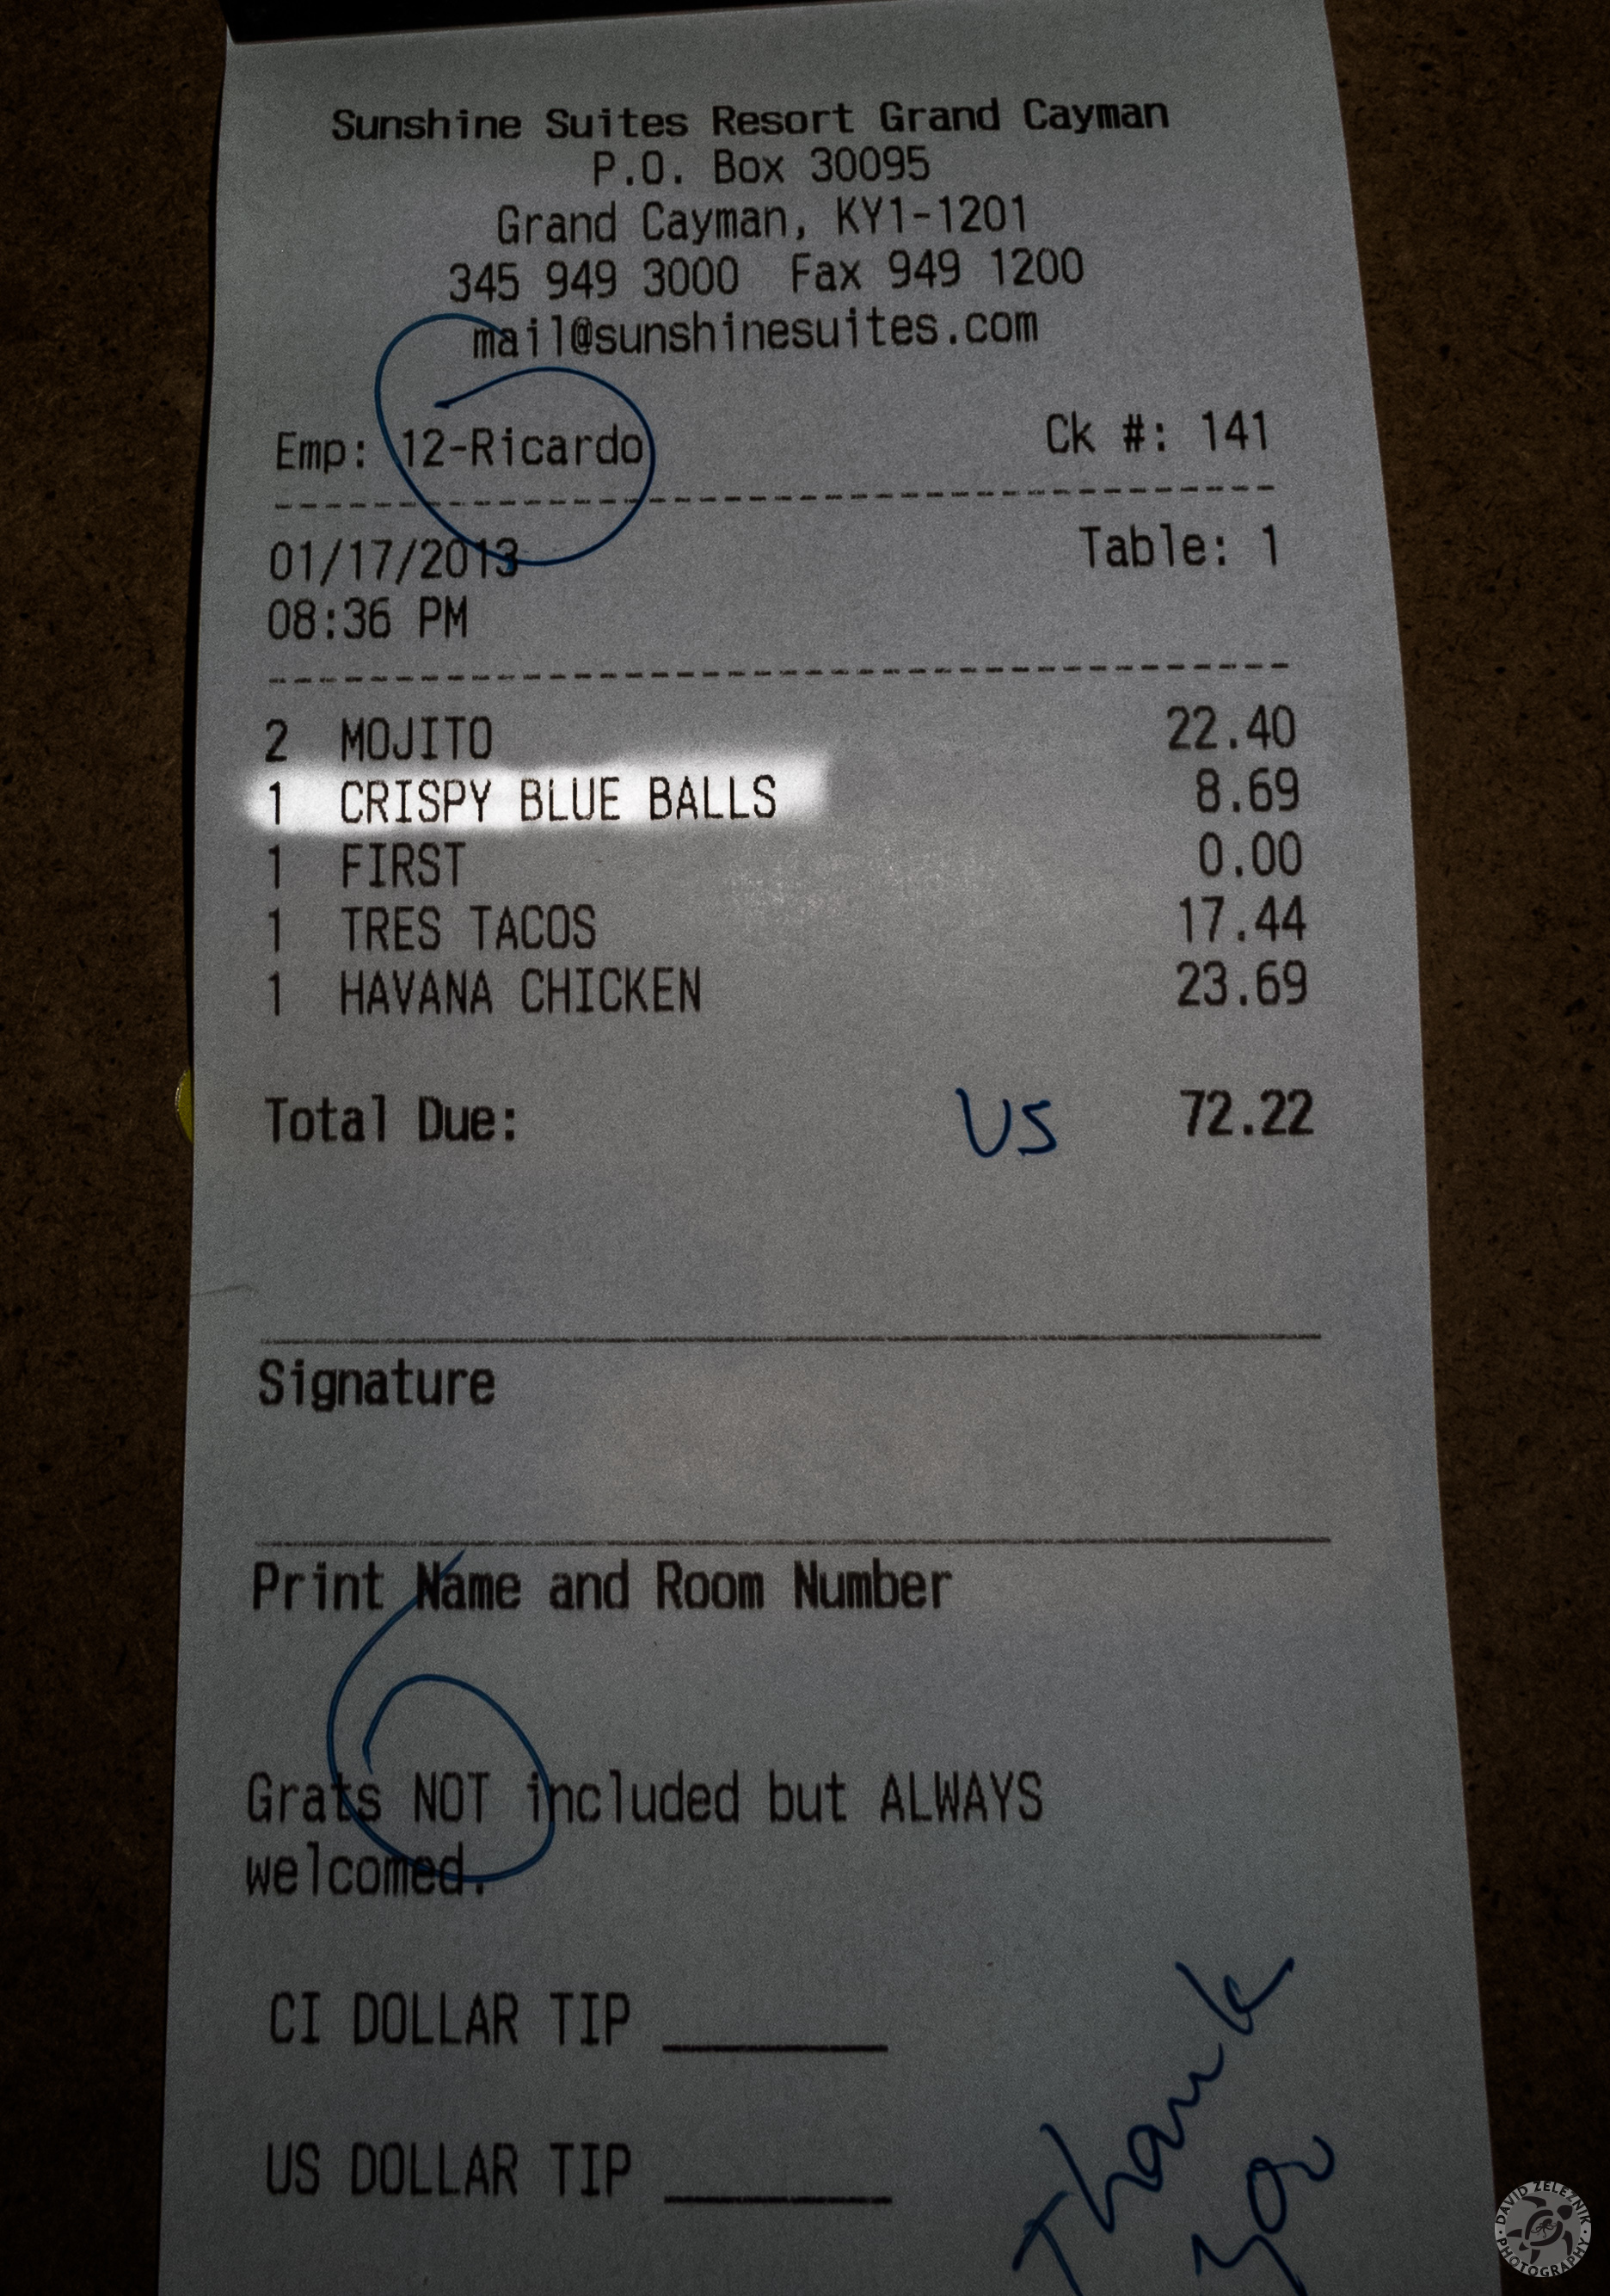 Sunshine Suites Resort Grand Cayman
P.O. Box 30095
Grand Cayman, KY1-1201
345 949 3000 Fax 949 1200
mail@sunshinesuites.com
Emp: 12-Ricardo Ck #: 141
01/17/2013 Table: 1
08:36 PM
2 MOJITO 22.40
1 CRISPY BLUE BALLS 8.69
1 FIRST 0.00
1 TRES TACOS 17.44
1 HAVANA CHICKEN 23.69
Total Due: US 72.22
Signature
Print Name and Room Number
Grats NOT included but ALWAYS
welcomed.
CI DOLLAR TIP
US DOLLAR TIP
Thank
you
DAVID ZELEZNIK
PHOTOGRAPHY